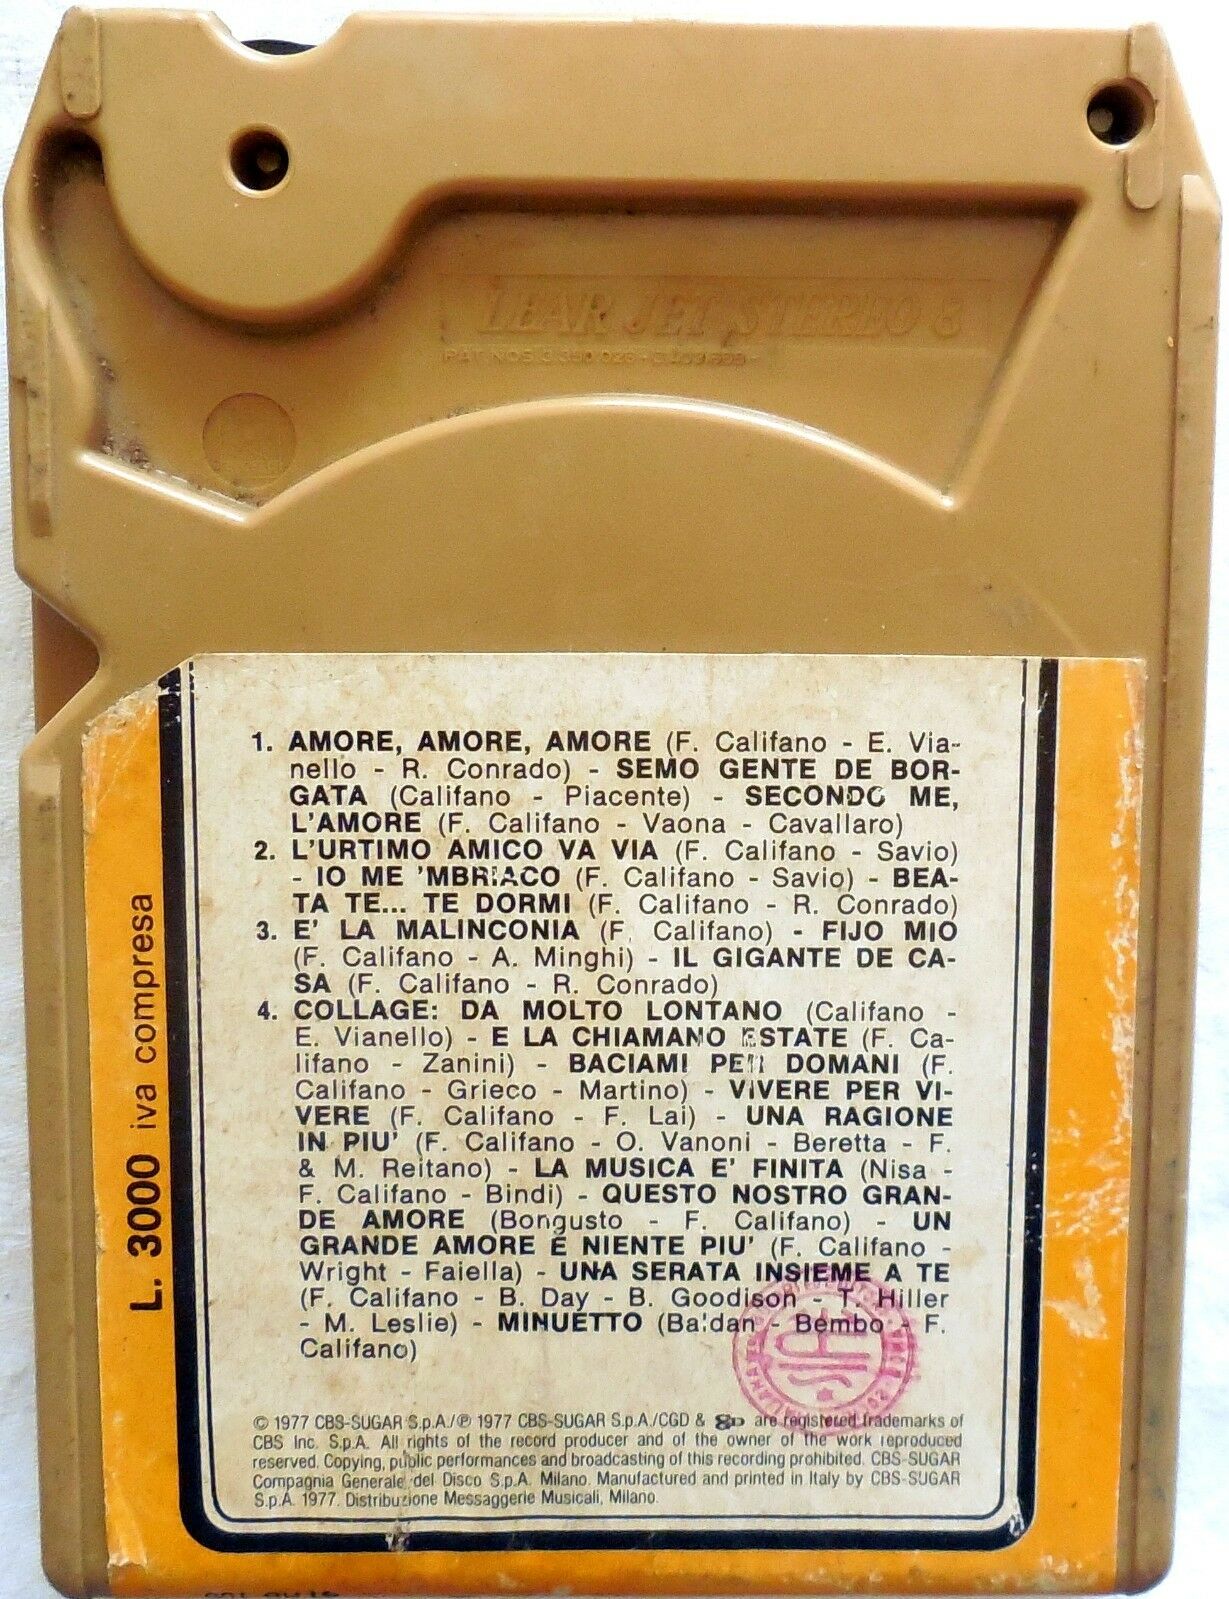 LEAR JET STEREO 8
PAT. NOS.
1. AMORE, AMORE, AMORE (F. Califano - E. Via-
nello - R. Conrado) - SEMO GENTE DE BOR-
GATA (Califano - Piacente) - SECONDO ME,
L'AMORE (F. Califano - Vaona - Cavallaro)
2. L'URTIMO AMICO VA VIA (F. Califano - Savio)
- IO ME 'MBRIACO (F. Califano - Savio) - BEA-
TA TE... TE DORMI (F. Califano - R. Conrado)
3. E' LA MALINCONIA (F. Califano) - FIJO MIO
(F. Califano - A. Minghi) - IL GIGANTE DE CA-
SA (F. Califano - R. Conrado)
4. COLLAGE: DA MOLTO LONTANO (Califano -
E. Vianello) - E LA CHIAMANO ESTATE (F. Ca-
lifano - Zanini) - BACIAMI PER DOMANI (F.
Califano - Grieco - Martino) - VIVERE PER VI-
VERE (F. Califano - F. Lai) - UNA RAGIONE
IN PIU' (F. Califano - O. Vanoni - Beretta - F.
& M. Reitano) - LA MUSICA E' FINITA (Nisa -
F. Califano - Bindi) - QUESTO NOSTRO GRAN-
DE AMORE (Bongusto - F. Califano) - UN
GRANDE AMORE E NIENTE PIU' (F. Califano -
Wright - Faiella) - UNA SERATA INSIEME A TE
(F. Califano - B. Day - B. Goodison - T. Hiller
- M. Leslie) - MINUETTO (Baldan - Bembo - F.
Califano)
© 1977 CBS-SUGAR S.p.A./℗ 1977 CBS-SUGAR S.p.A./CGD & are registered trademarks of
CBS Inc. S.p.A. All rights of the record producer and of the owner of the work reproduced
reserved. Copying, public performances and broadcasting of this recording prohibited. CBS-SUGAR
Compagnia Generale del Disco S.p.A. Milano. Manufactured and printed in Italy by CBS-SUGAR
S.p.A. 1977. Distribuzione Messaggerie Musicali, Milano.
L. 3000 iva compresa